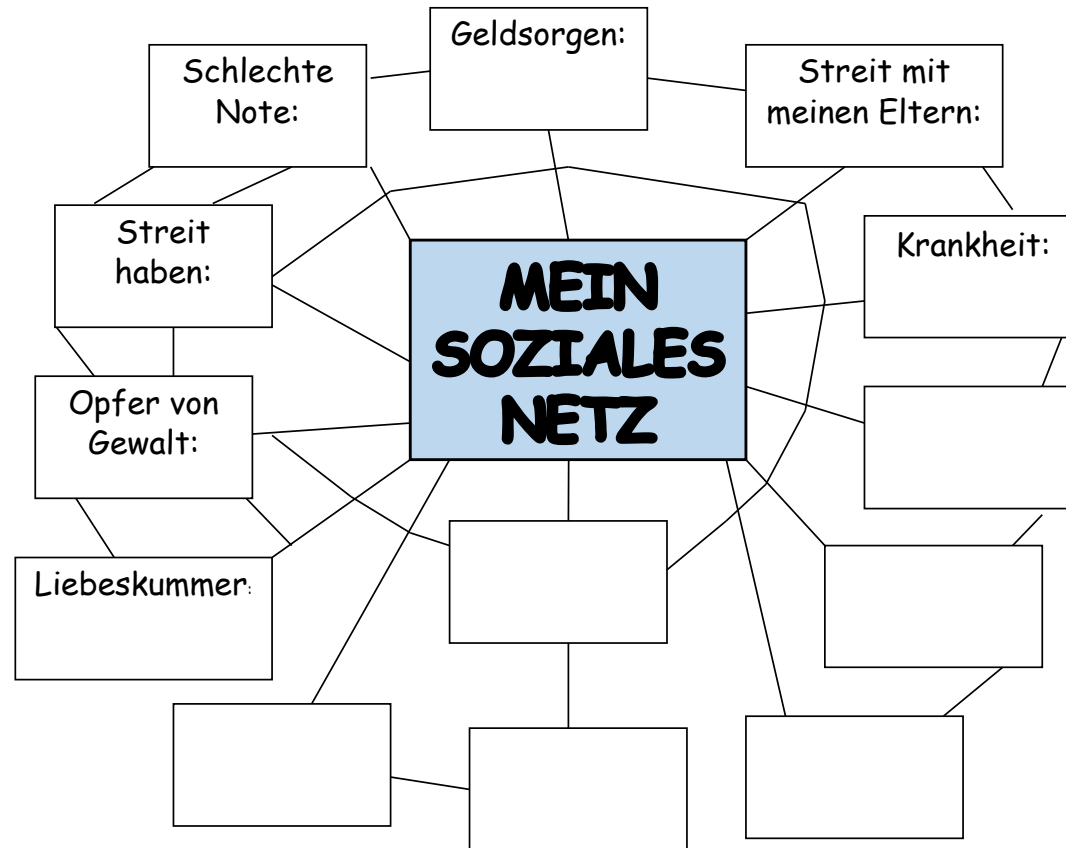 Geldsorgen:
Schlechte
Note:
Streit mit
meinen Eltern:
Streit
haben:
Krankheit:
MEIN
SOZIALES
NETZ
Opfer von
Gewalt:
Liebeskummer: